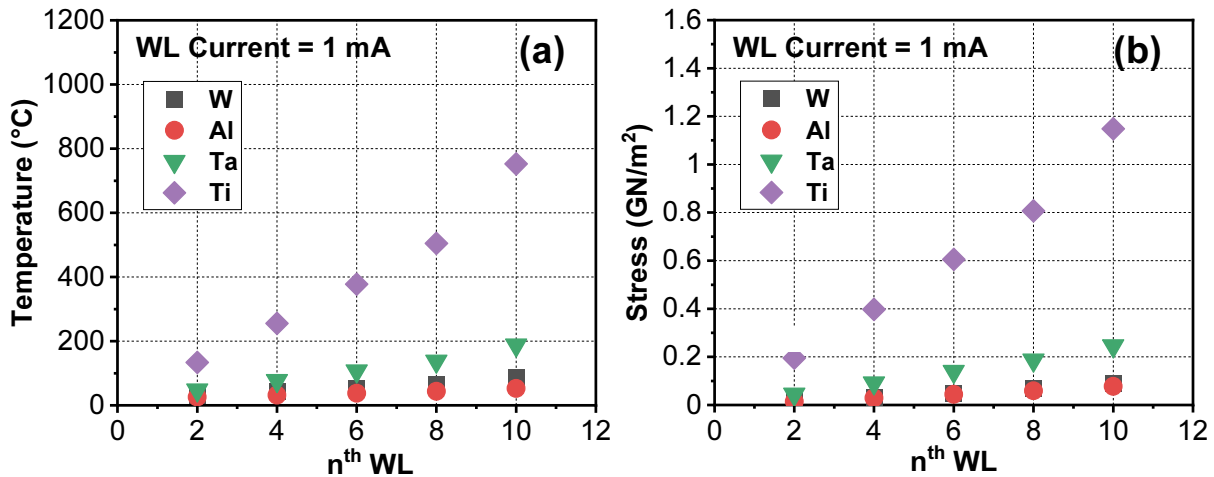 WL Current = 1 mA
(a)
W
Al
Ta
Ti
Temperature (°C)
1200
1000
800
600
400
200
0
0 2 4 6 8 10 12
nth WL
WL Current = 1 mA
(b)
W
Al
Ta
Ti
Stress (GN/m²)
1.6
1.4
1.2
1
0.8
0.6
0.4
0.2
0
0 2 4 6 8 10 12
nth WL